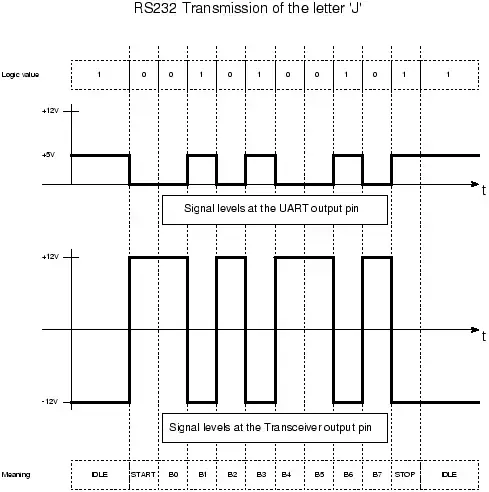 RS232 Transmission of the letter 'J'
Logic value 1 0 0 1 0 1 0 0 1 0 1 1
+12V
+5V
t
Signal levels at the UART output pin
+12V
t
-12V
Signal levels at the Transceiver output pin
Meaning IDLE START B0 B1 B2 B3 B4 B5 B6 B7 STOP IDLE